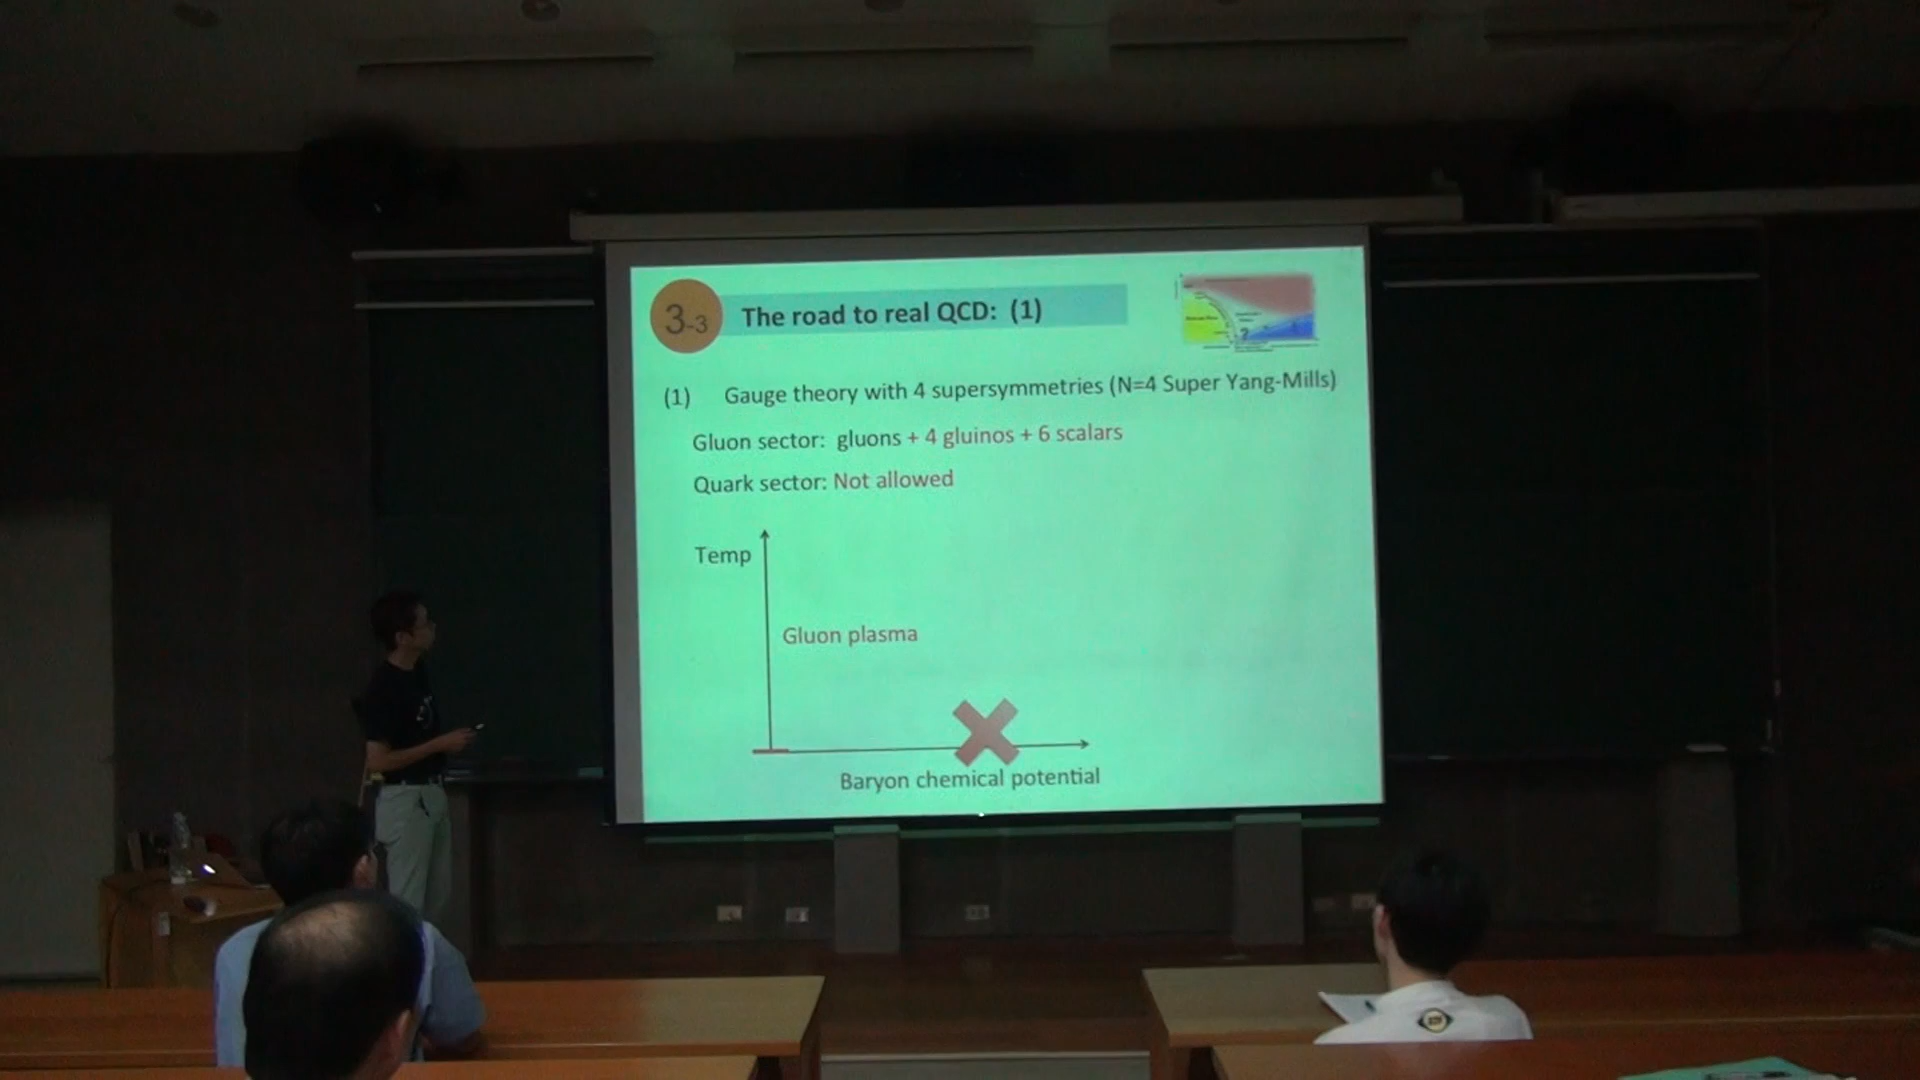 3-3
The road to real QCD: (1)
(1) Gauge theory with 4 supersymmetries (N=4 Super Yang-Mills)
Gluon sector: gluons + 4 gluinos + 6 scalars
Quark sector: Not allowed
Temp
Gluon plasma
Baryon chemical potential